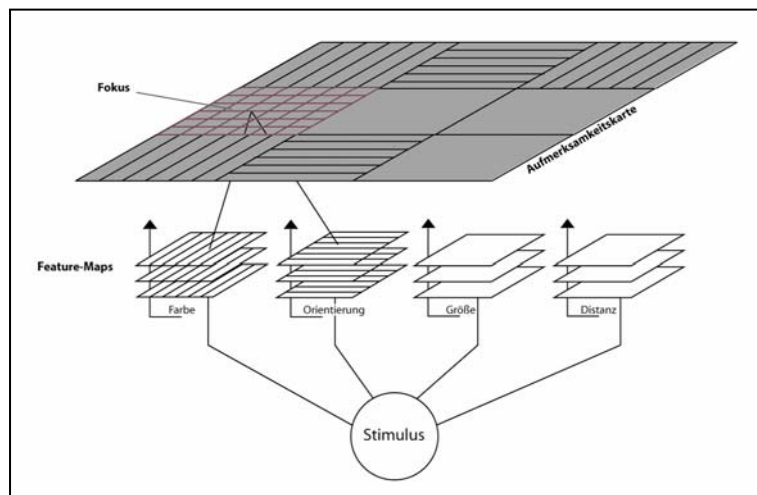 Fokus
Aufmerksamkeitskarte
Feature-Maps
Farbe
Orientierung
Größe
Distanz
Stimulus